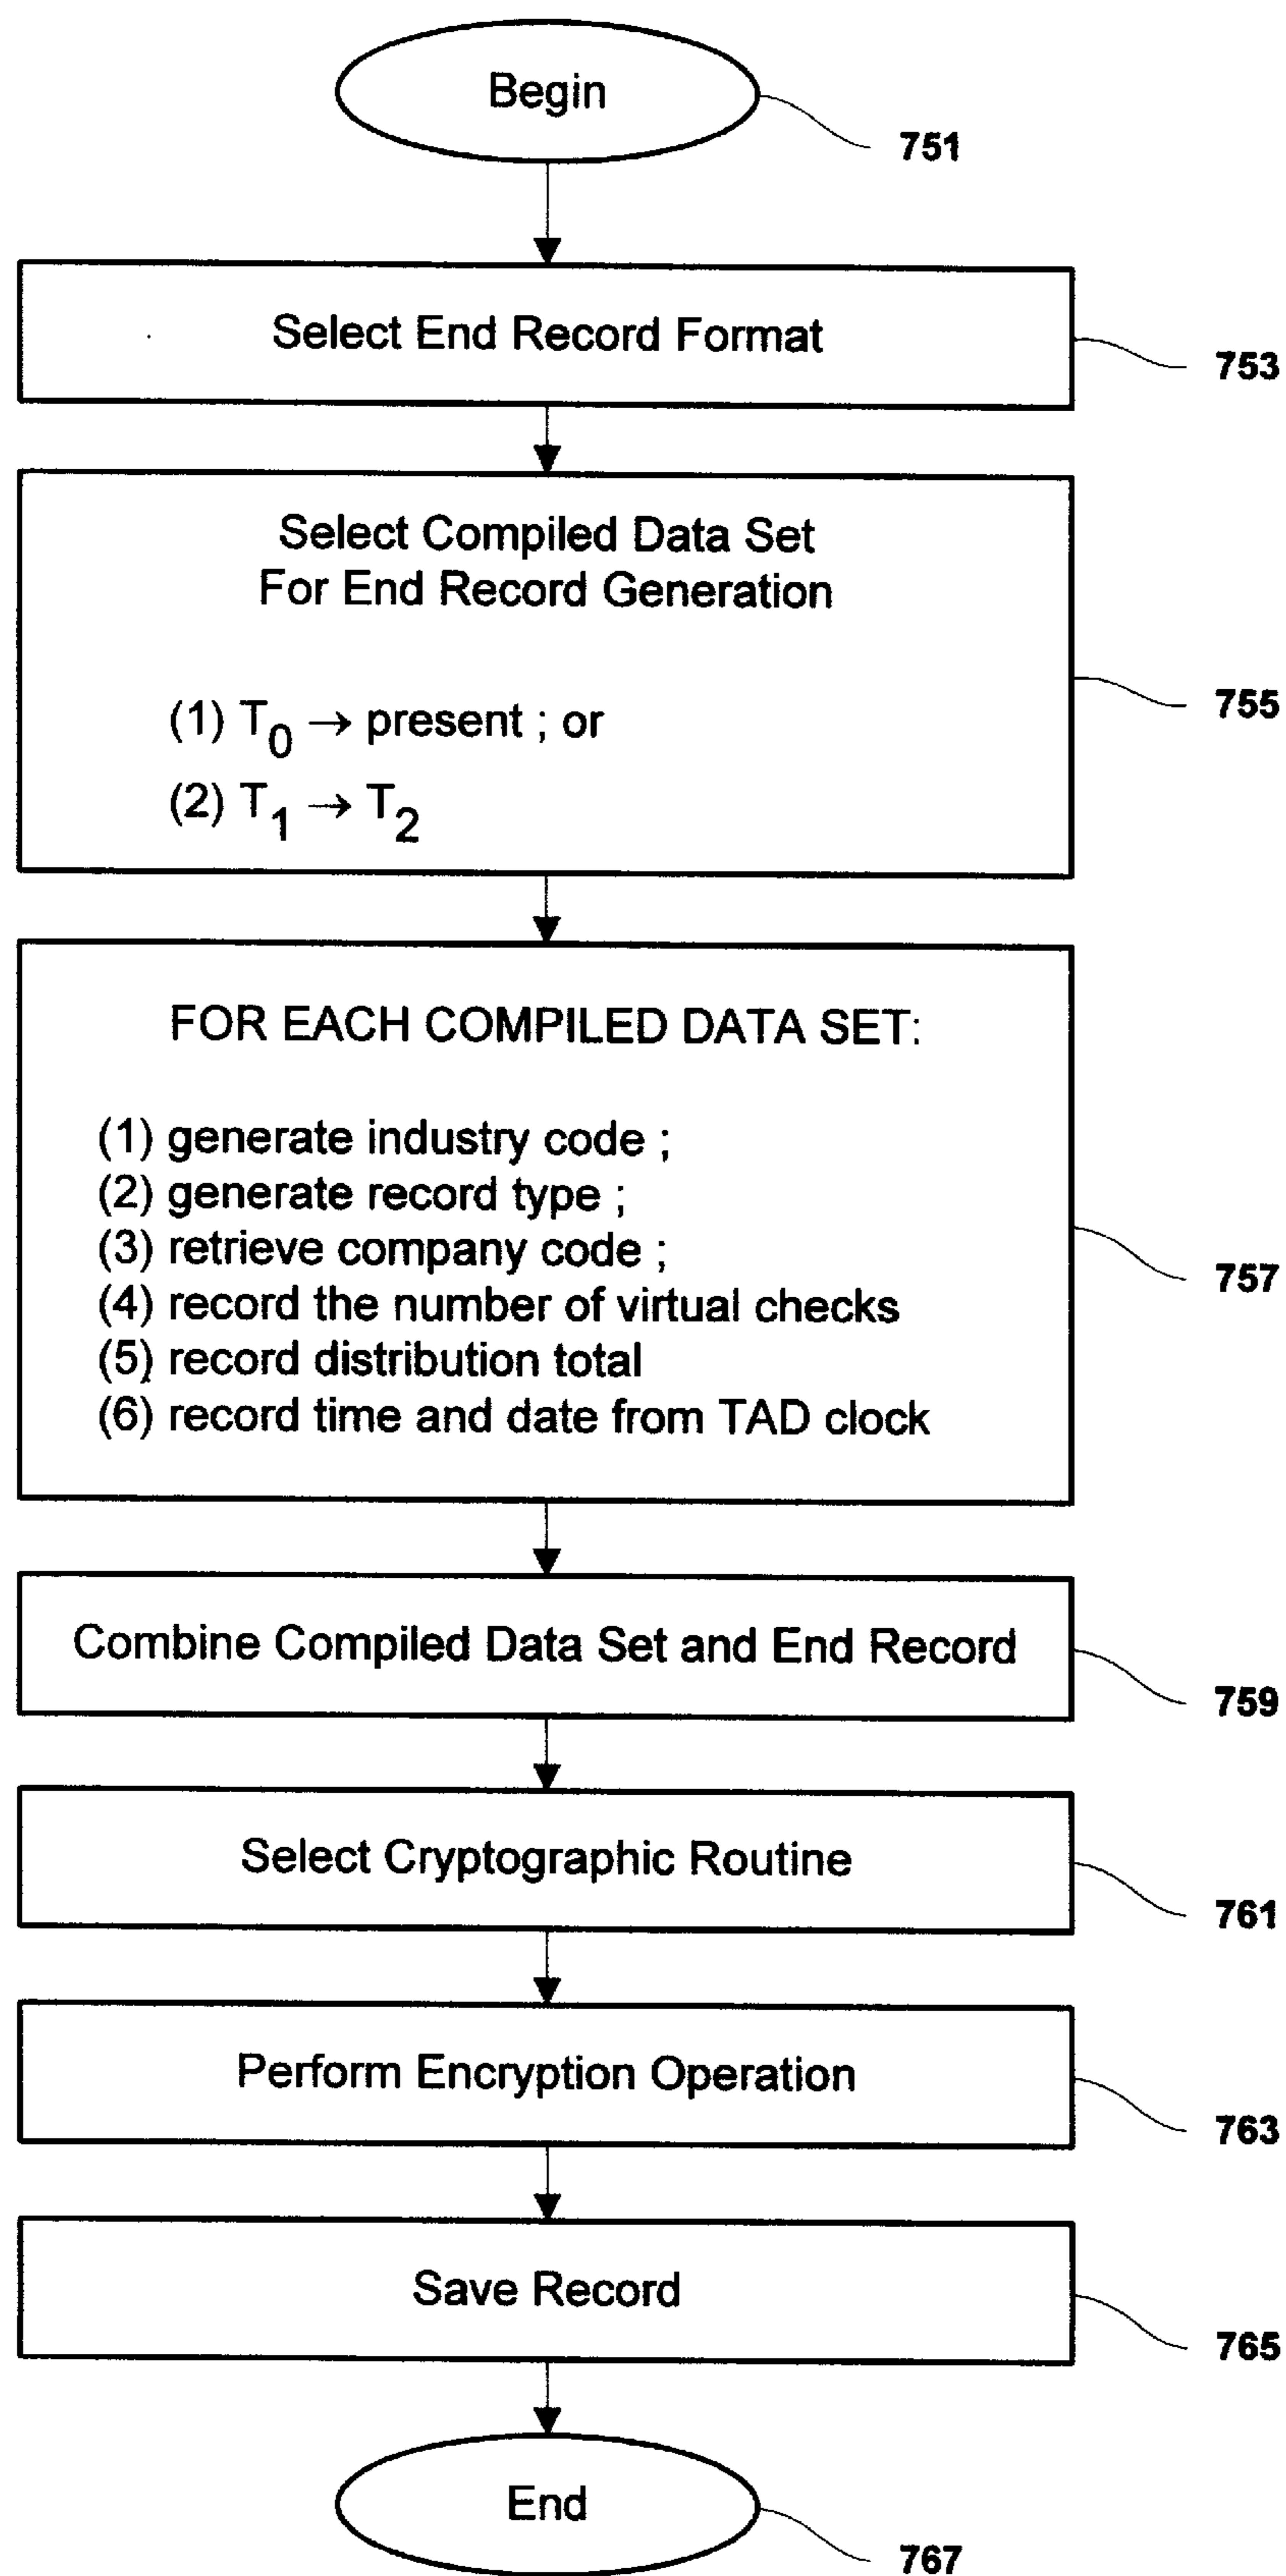 Begin
751
Select End Record Format
753
Select Compiled Data Set
For End Record Generation
(1) T₀ → present ; or
(2) T₁ → T₂
755
FOR EACH COMPILED DATA SET:
(1) generate industry code ;
(2) generate record type ;
(3) retrieve company code ;
(4) record the number of virtual checks
(5) record distribution total
(6) record time and date from TAD clock
757
Combine Compiled Data Set and End Record
759
Select Cryptographic Routine
761
Perform Encryption Operation
763
Save Record
765
End
767